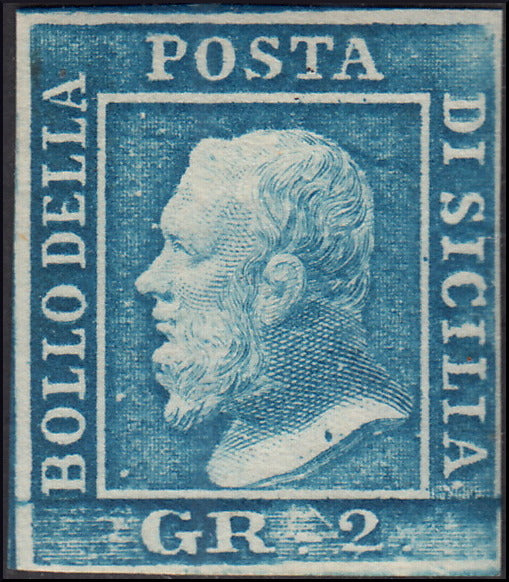 BOLLO DELLA
POSTA
DI SICILIA
GR. 2